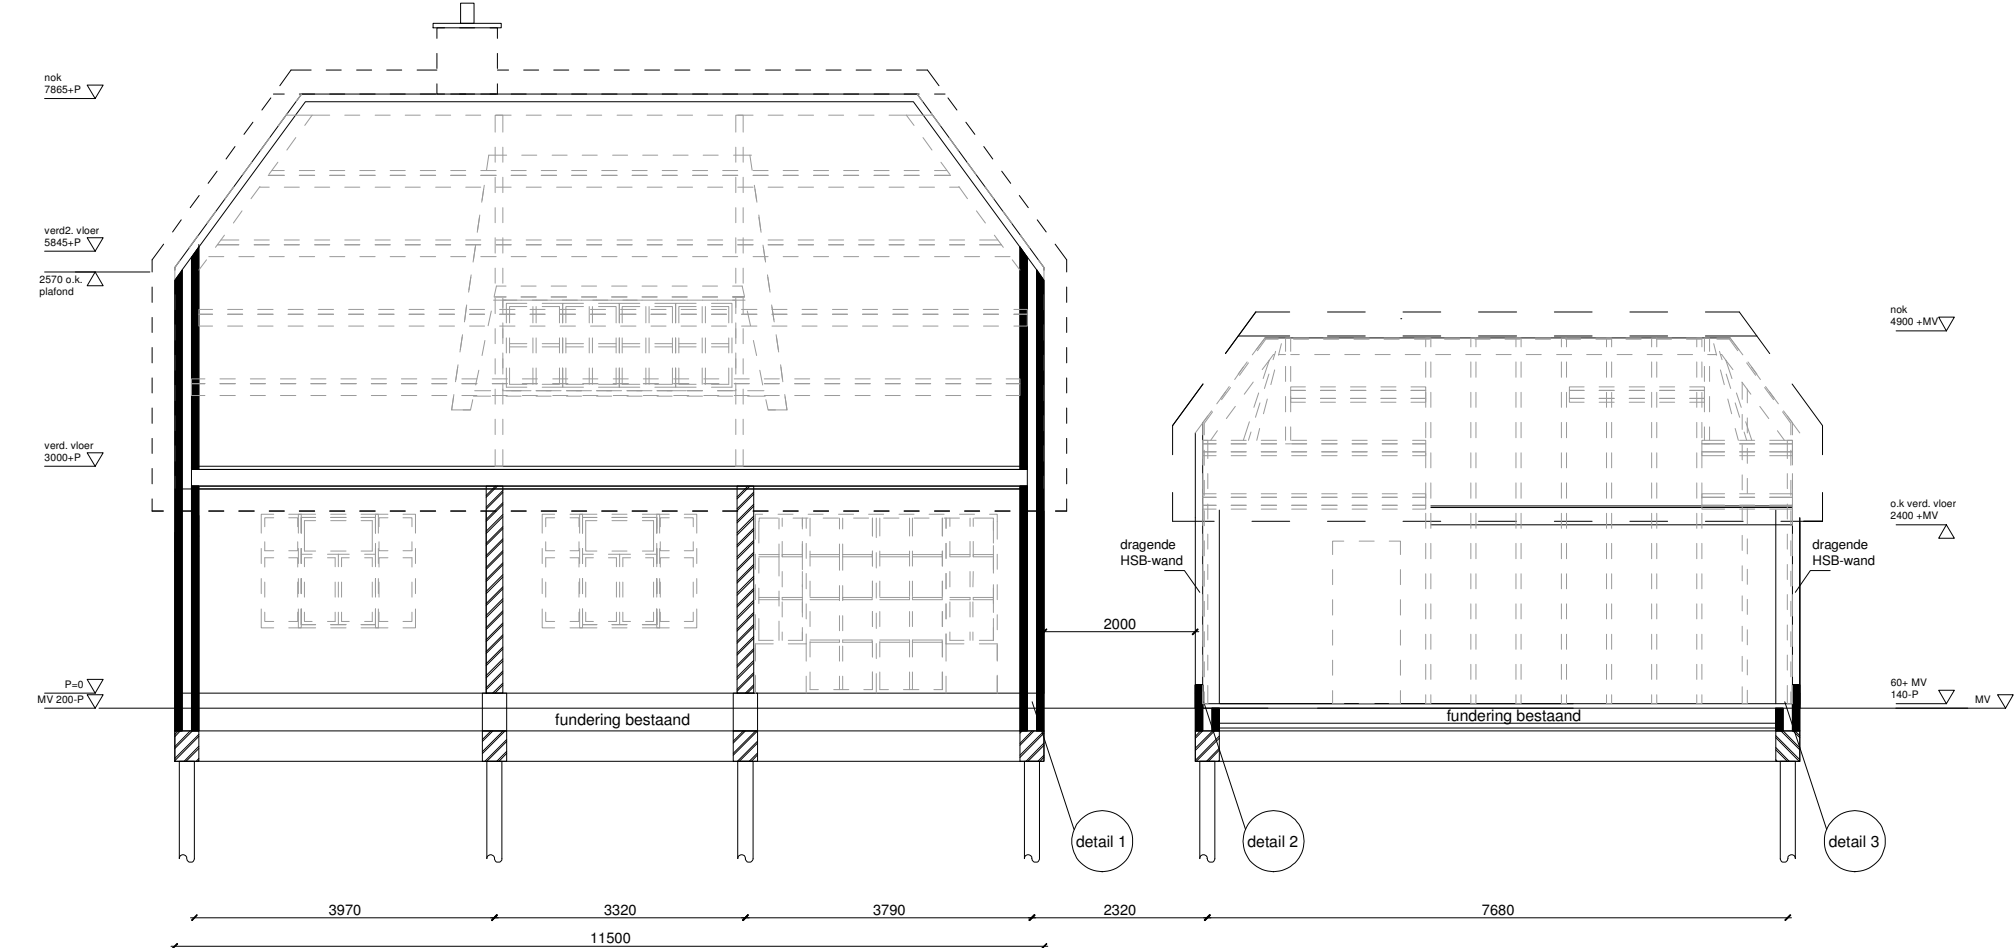 nok
7865+P
verd2. vloer
5845+P
2570 o.k.
plafond
nok
4900 +MV
verd. vloer
3000+P
o.k verd. vloer
2400 +MV
dragende
HSB-wand
dragende
HSB-wand
2000
P=0
MV 200-P
60+ MV
140-P
MV
fundering bestaand
fundering bestaand
detail 1
detail 2
detail 3
3970
3320
3790
2320
7680
11500